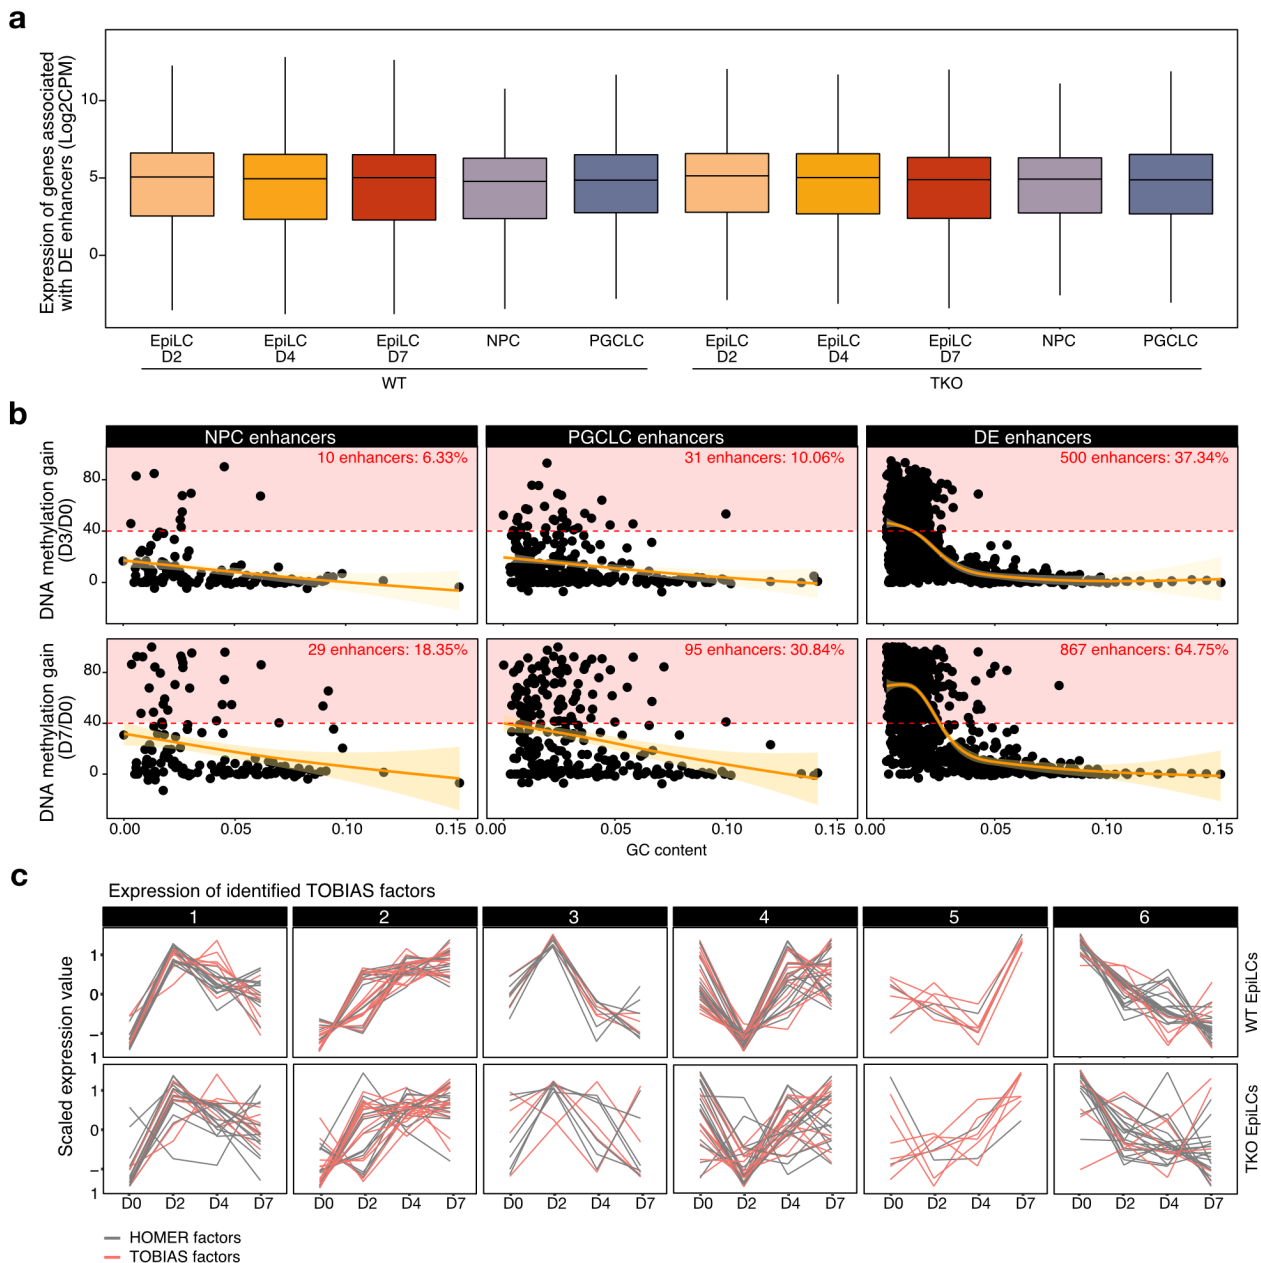 a
Expression of genes associated
with DE enhancers (Log2CPM)
10
5
0
EpiLC D2
EpiLC D4
EpiLC D7
NPC
PGCLC
EpiLC D2
EpiLC D4
EpiLC D7
NPC
PGCLC
WT
TKO
b
NPC enhancers
PGCLC enhancers
DE enhancers
DNA methylation gain
(D3/D0)
80
40
0
10 enhancers: 6.33%
31 enhancers: 10.06%
500 enhancers: 37.34%
DNA methylation gain
(D7/D0)
80
40
0
29 enhancers: 18.35%
95 enhancers: 30.84%
867 enhancers: 64.75%
0.00 0.05 0.10 0.15
0.00 0.05 0.10 0.15
0.00 0.05 0.10 0.15
GC content
c
Expression of identified TOBIAS factors
1 2 3 4 5 6
Scaled expression value
1
0
–
1
WT EpiLCs
1
0
–
1
TKO EpiLCs
D0 D2 D4 D7
D0 D2 D4 D7
D0 D2 D4 D7
D0 D2 D4 D7
D0 D2 D4 D7
D0 D2 D4 D7
HOMER factors
TOBIAS factors